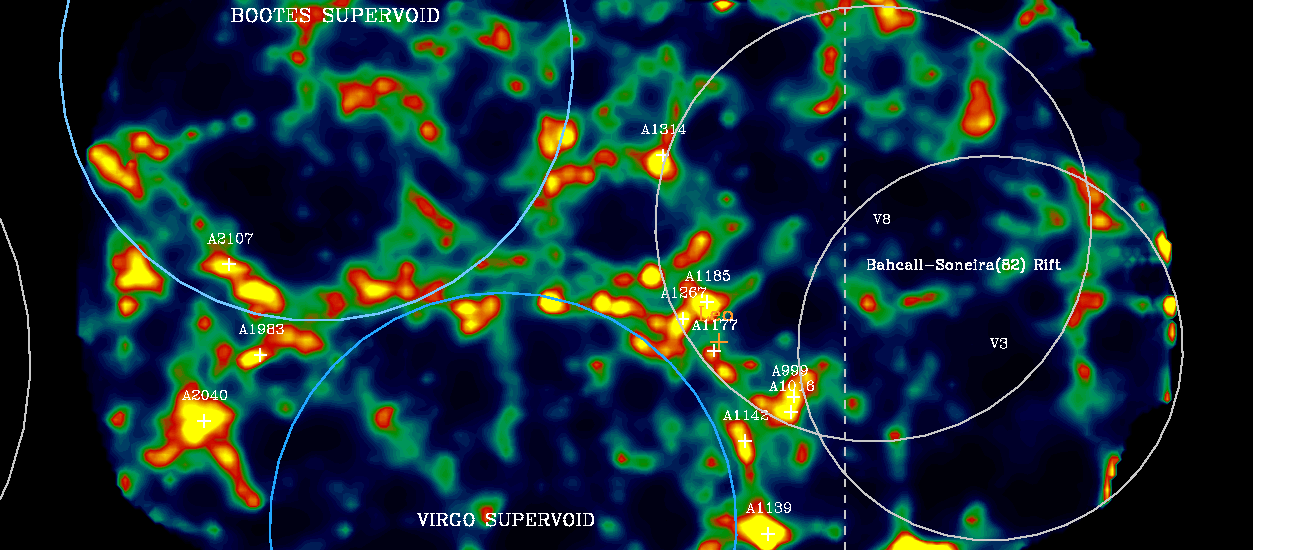 BOOTES SUPERVOID
A1314
V8
A2107
Bahcall-Soneira(82) Rift
A1185
A1267
LEO
A1983
A1177
V3
A999
A1016
A2040
A1142
A1139
VIRGO SUPERVOID